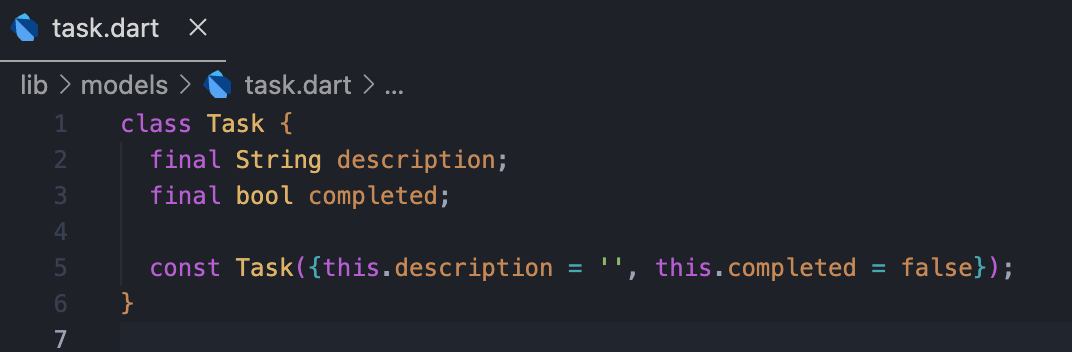 task.dart
lib > models > task.dart > ...
1 class Task {
2   final String description;
3   final bool completed;
4
5   const Task({this.description = '', this.completed = false});
6 }
7